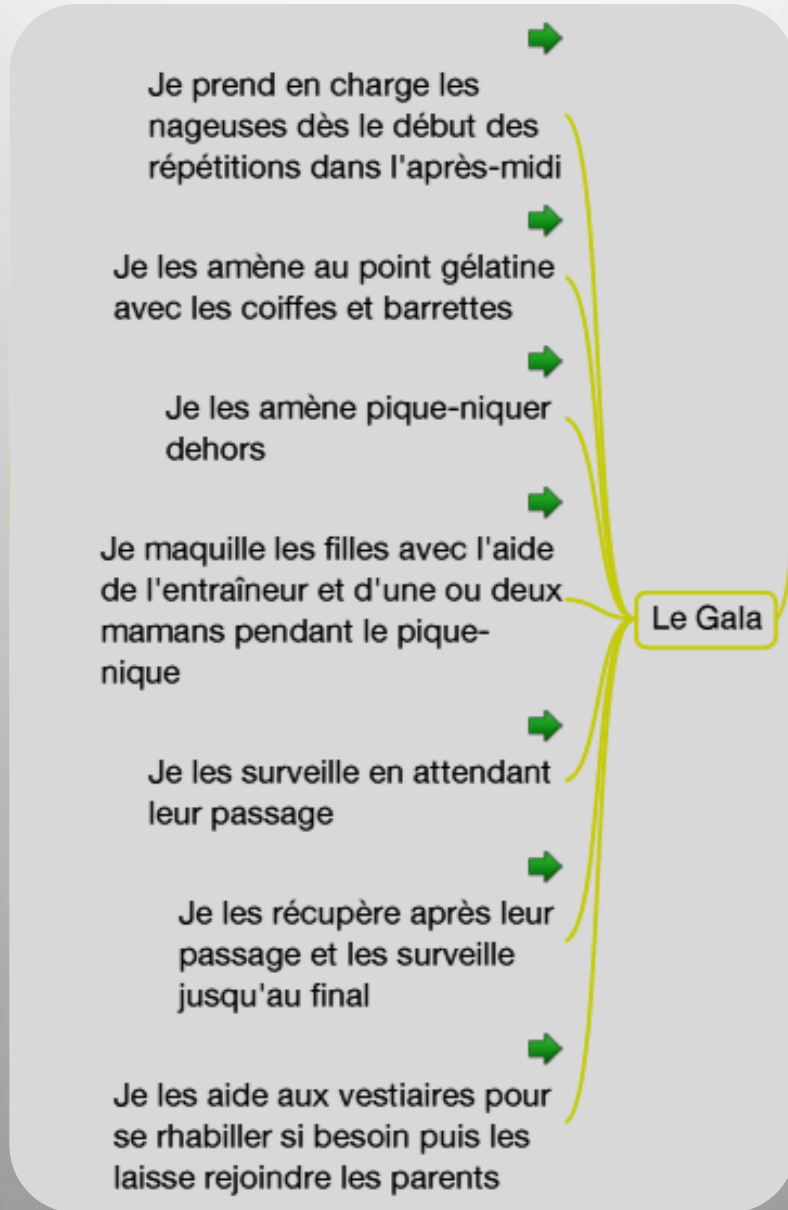 Je prend en charge les
nageuses dès le début des
répétitions dans l'après-midi
Je les amène au point gélatine
avec les coiffes et barrettes
Je les amène pique-niquer
dehors
Je maquille les filles avec l'aide
de l'entraîneur et d'une ou deux
mamans pendant le pique-
nique
Je les surveille en attendant
leur passage
Je les récupère après leur
passage et les surveille
jusqu'au final
Je les aide aux vestiaires pour
se rhabiller si besoin puis les
laisse rejoindre les parents
Le Gala